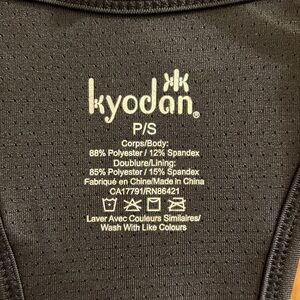 kyodan®
P/S
Corps/Body:
88% Polyester / 12% Spandex
Doublure/Lining:
85% Polyester / 15% Spandex
Fabriqué en Chine/Made in China
CA17791/RN86421
Laver Avec Couleurs Similaires/
Wash With Like Colours